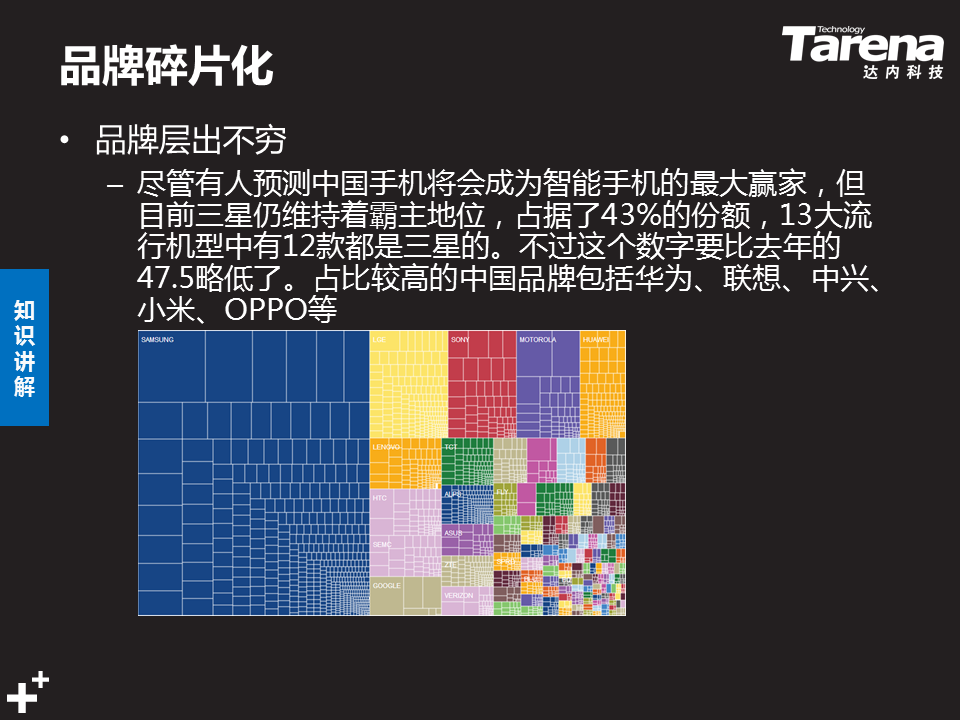 品牌碎片化
Technology
Tarena
达内科技
• 品牌层出不穷
– 尽管有人预测中国手机将会成为智能手机的最大赢家，但
目前三星仍维持着霸主地位，占据了43%的份额，13大流
行机型中有12款都是三星的。不过这个数字要比去年的
47.5略低了。占比较高的中国品牌包括华为、联想、中兴、
小米、OPPO等
知
识
讲
解
SAMSUNG
LGE
SONY
MOTOROLA
HUAWEI
LENOVO
TCT
HTC
ALPS
FLY
SEMC
ASUS
ZTE
GOOGLE
VERIZON